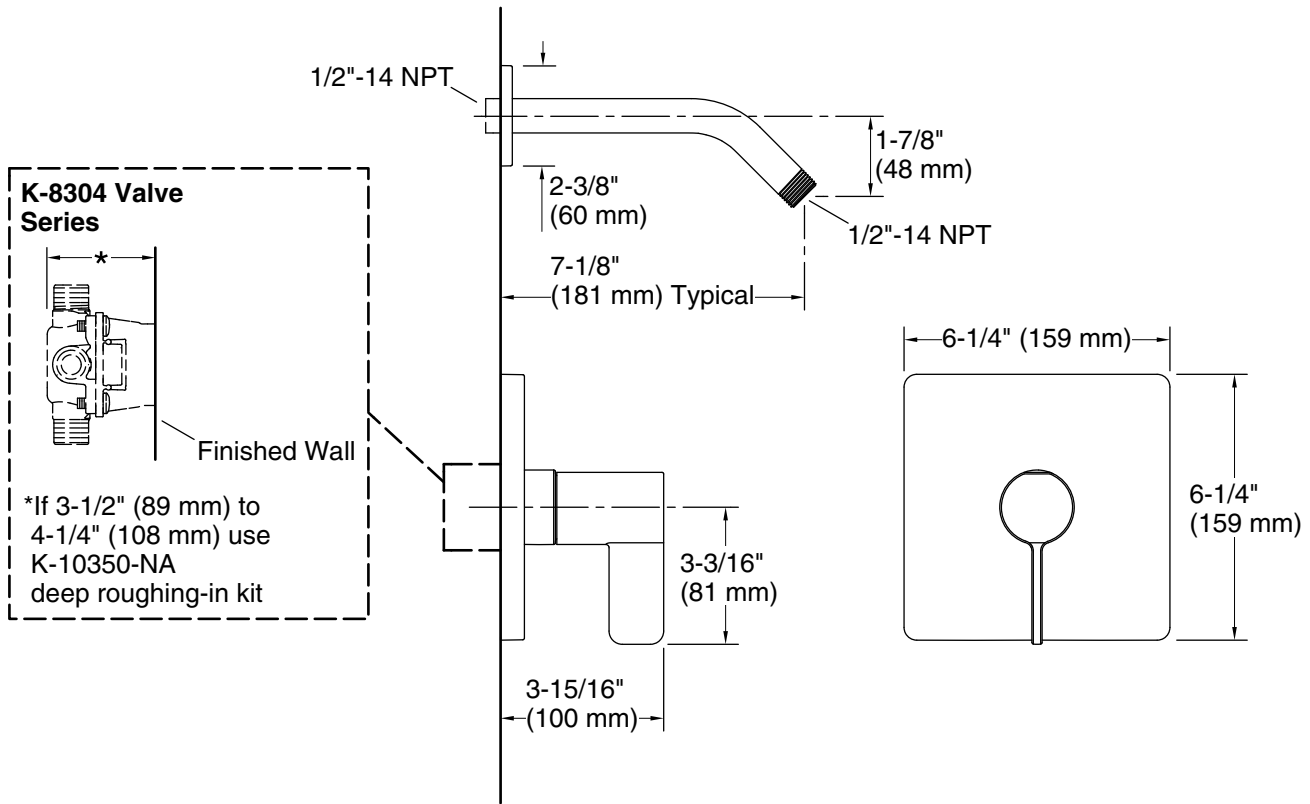 1/2"-14 NPT
1-7/8"
(48 mm)
2-3/8"
(60 mm)
1/2"-14 NPT
7-1/8"
(181 mm) Typical
K-8304 Valve
Series
*
Finished Wall
*If 3-1/2" (89 mm) to
4-1/4" (108 mm) use
K-10350-NA
deep roughing-in kit
3-3/16"
(81 mm)
3-15/16"
(100 mm)
6-1/4" (159 mm)
6-1/4"
(159 mm)